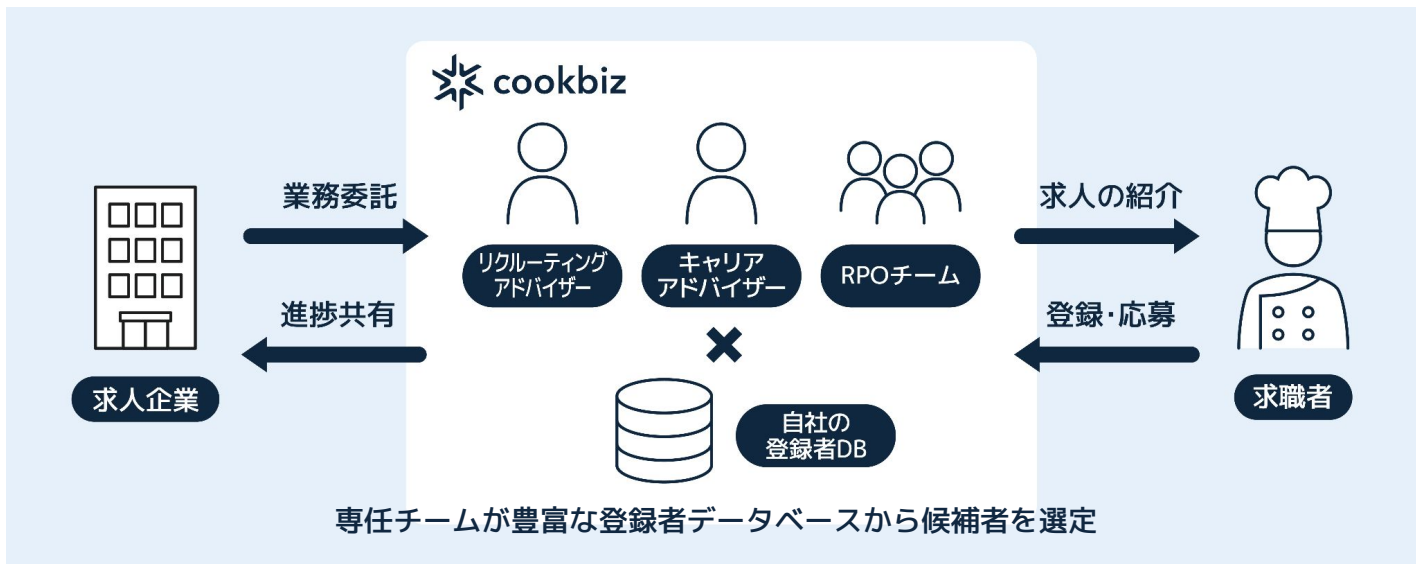 cookbiz
業務委託
進捗共有
求人企業
リクルーティング
アドバイザー
キャリア
アドバイザー
RPOチーム
自社の
登録者DB
求人の紹介
登録・応募
求職者
専任チームが豊富な登録者データベースから候補者を選定